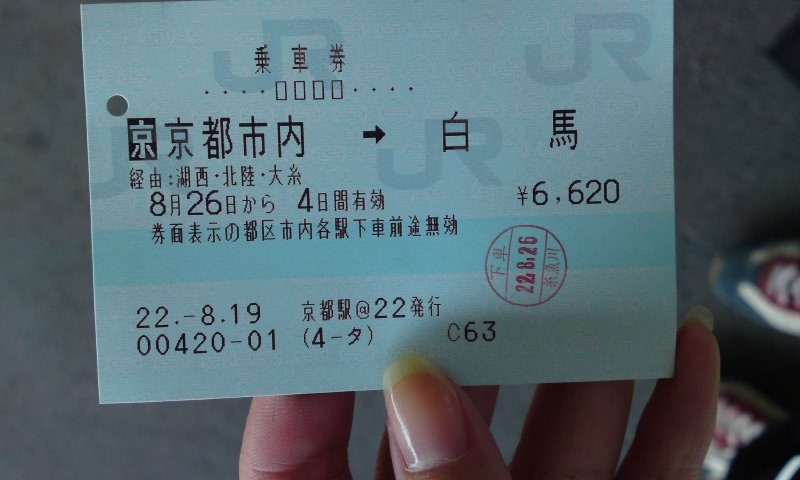 乗車券
････□□□□････
京 京都市内 → 白馬
経由:湖西・北陸・大糸
8月26日から 4日間有効 ¥6,620
券面表示の都区市内各駅下車前途無効
下車 22.8.26 糸魚川
22.-8.19 京都駅@22発行
00420-01 (4-タ) C63